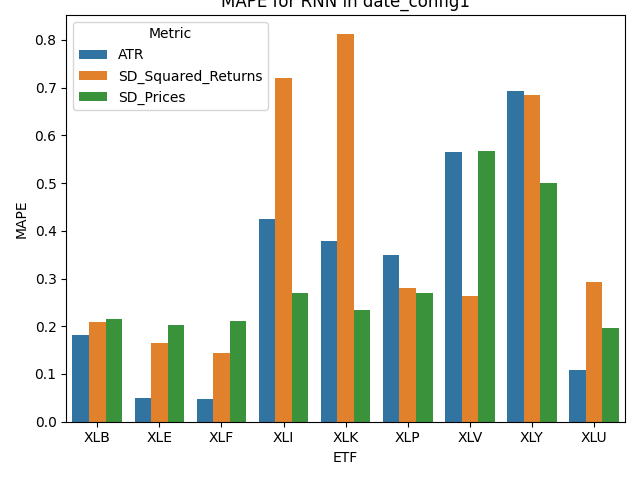 MAPE for RNN in date_config1
Metric
ATR
SD_Squared_Returns
SD_Prices
MAPE
0.8
0.7
0.6
0.5
0.4
0.3
0.2
0.1
0.0
XLB XLE XLF XLI XLK XLP XLV XLY XLU
ETF